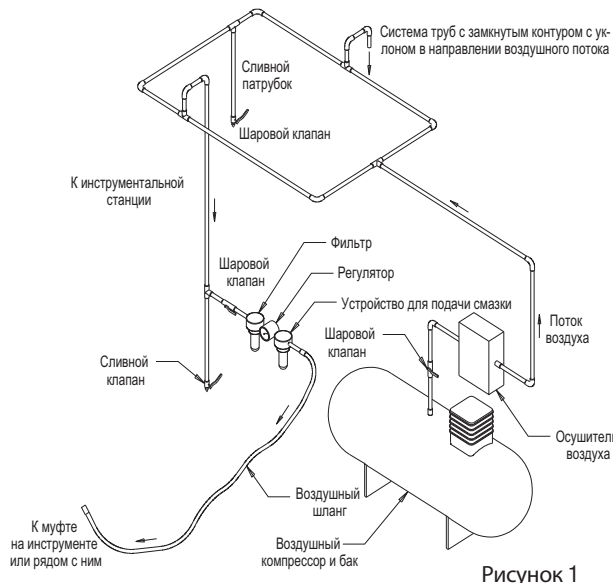 Система труб с замкнутым контуром с ук-
лоном в направлении воздушного потока
Сливной
патрубок
Шаровой клапан
К инструментальной
станции
Шаровой
клапан
Фильтр
Регулятор
Устройство для подачи смазки
Шаровой
клапан
Поток
воздуха
Сливной
клапан
Осушитель
воздуха
Воздушный
шланг
К муфте
на инструменте
или рядом с ним
Воздушный
компрессор и бак
Рисунок 1